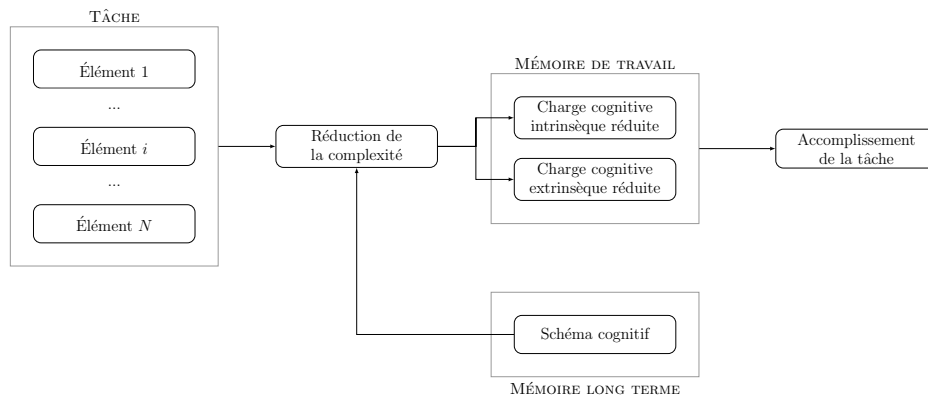 TÂCHE
Élément 1
...
Élément i
...
Élément N
Réduction de
la complexité
MÉMOIRE DE TRAVAIL
Charge cognitive
intrinsèque réduite
Charge cognitive
extrinsèque réduite
Accomplissement
de la tâche
Schéma cognitif
MÉMOIRE LONG TERME